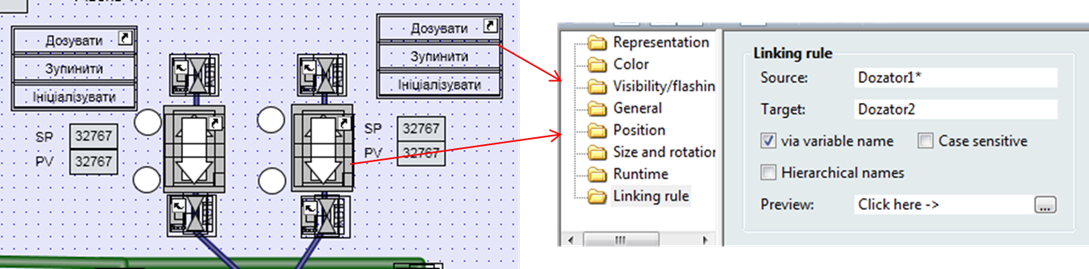 Дозувати
Зупинити
Ініціалізувати
SP 32767
PV 32767
Дозувати
Зупинити
Ініціалізувати
SP 32767
PV 32767
Representation
Color
Visibility/flashin
General
Position
Size and rotation
Runtime
Linking rule
Linking rule
Source: Dozator1*
Target: Dozator2
via variable name Case sensitive
Hierarchical names
Preview: Click here -> ...